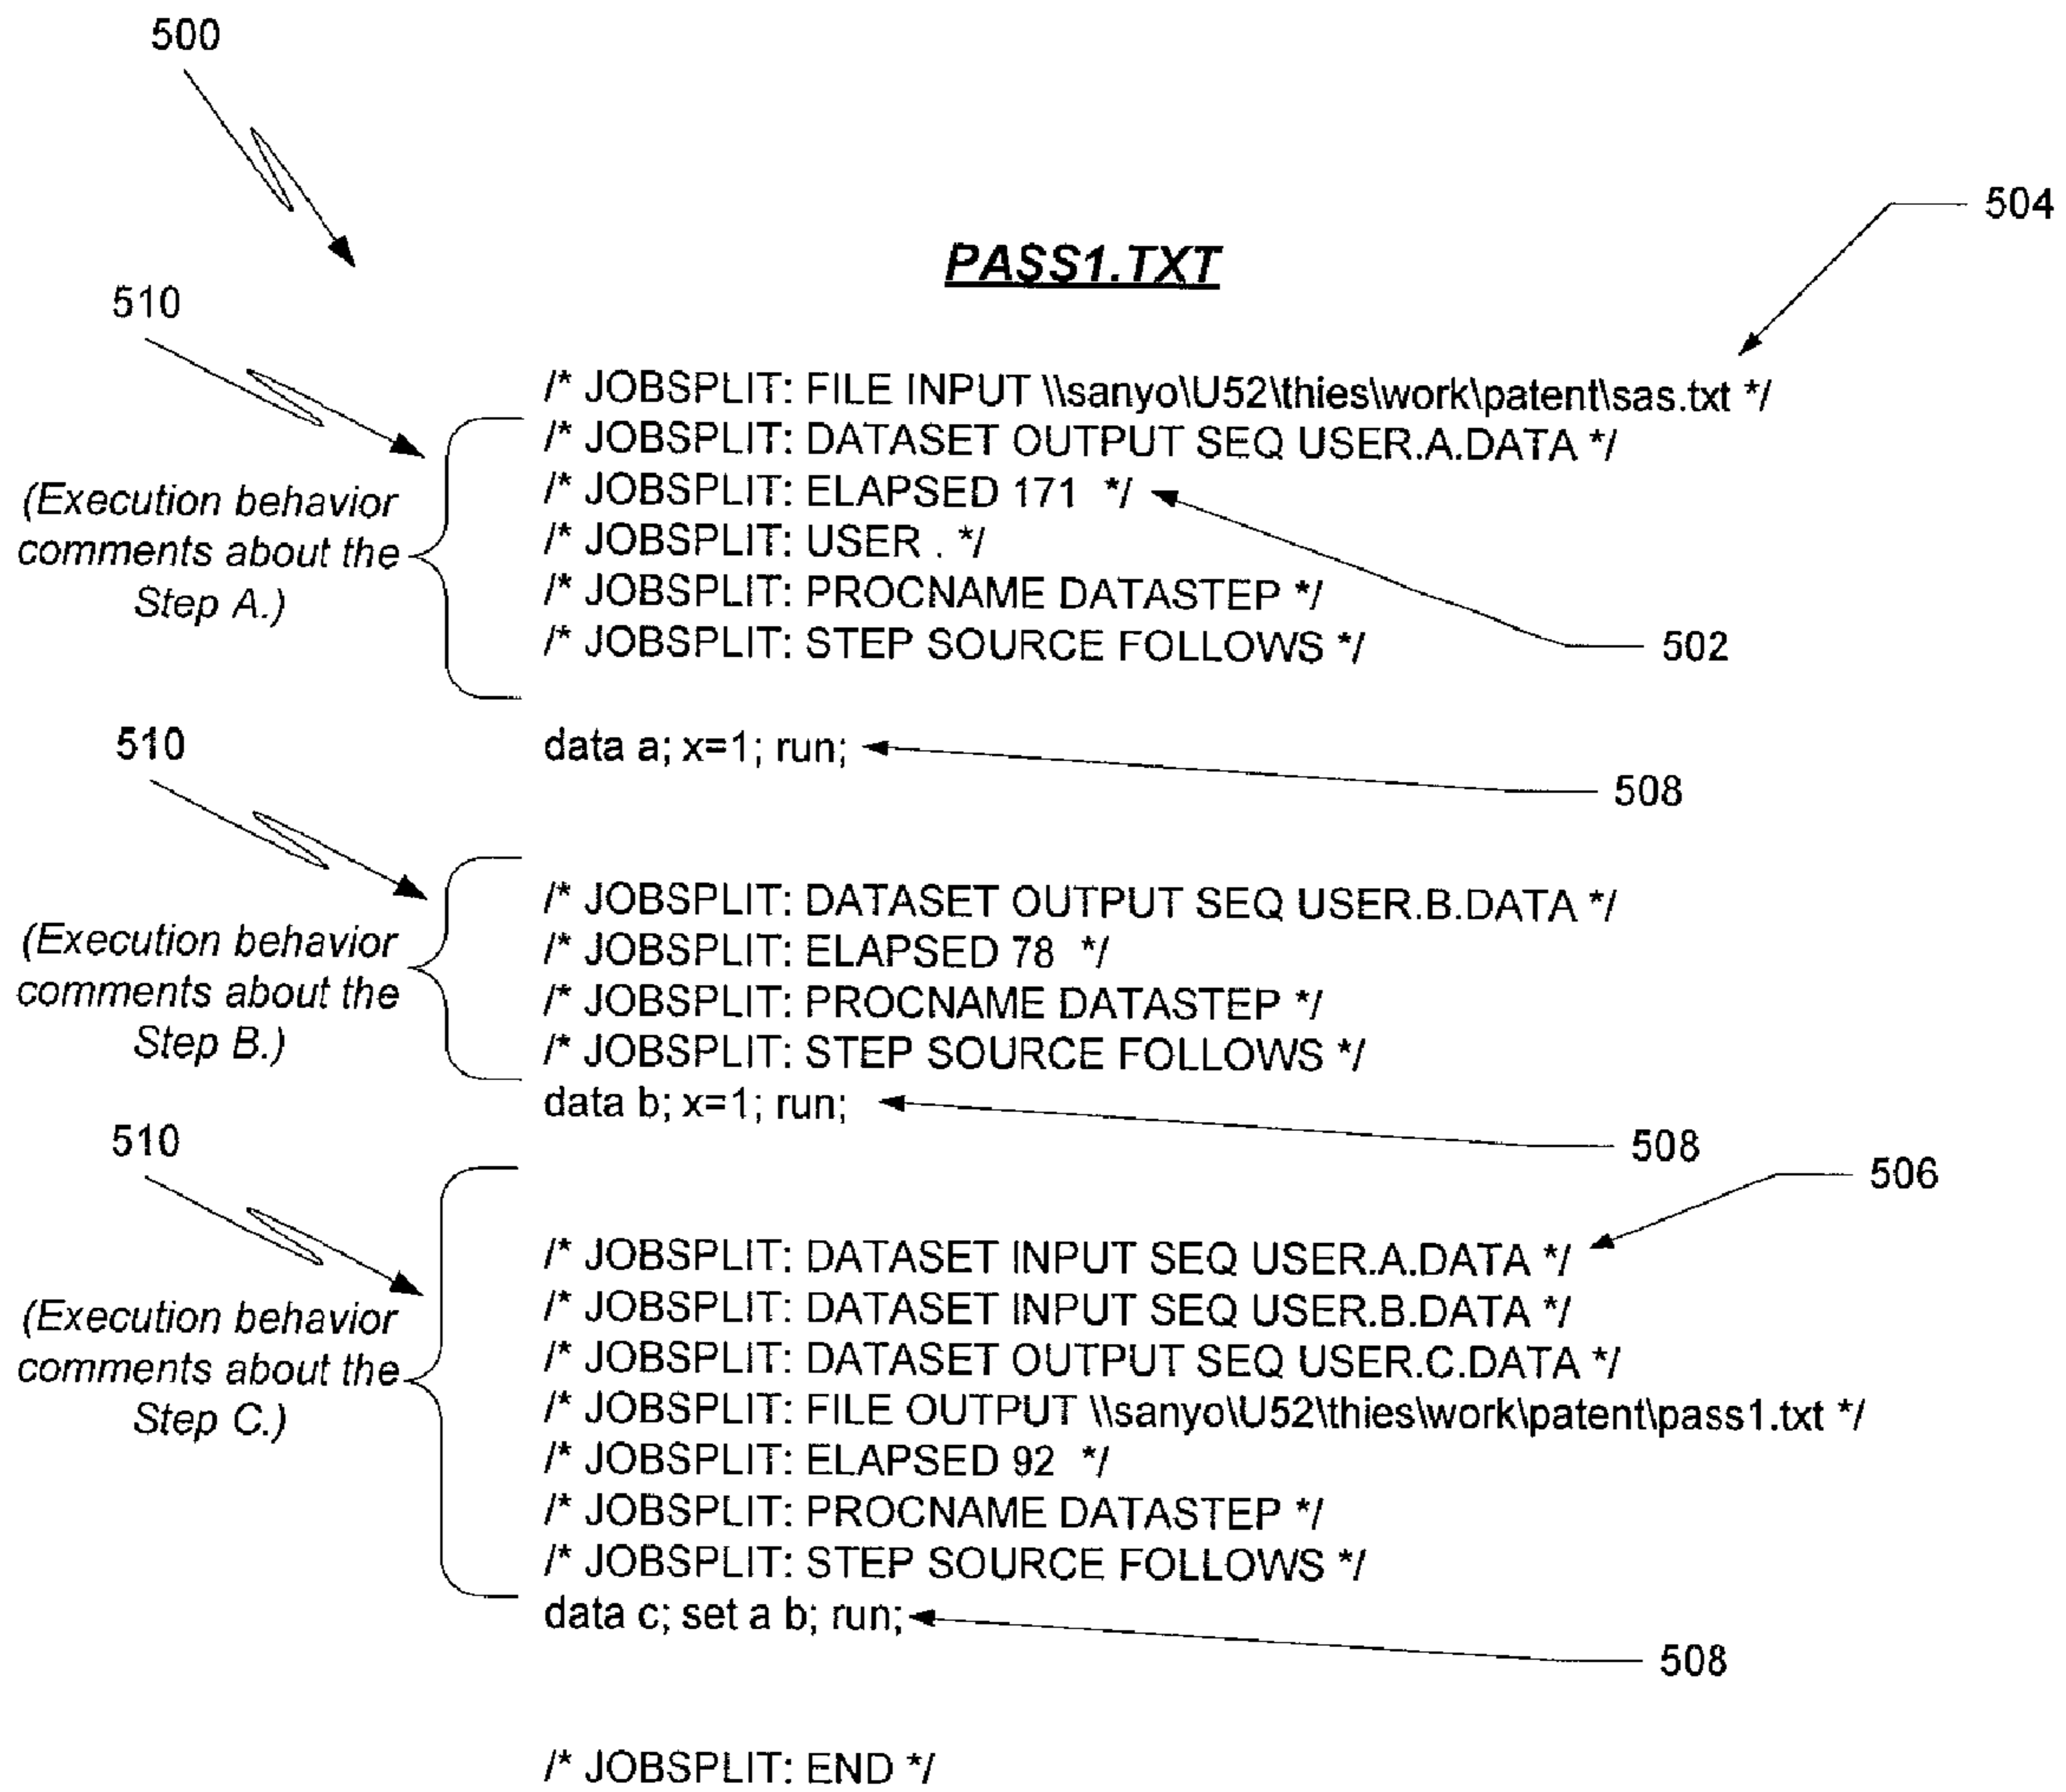 500
504
PASS1.TXT
510
/* JOBSPLIT: FILE INPUT \\sanyo\U52\thies\work\patent\sas.txt */
/* JOBSPLIT: DATASET OUTPUT SEQ USER.A.DATA */
/* JOBSPLIT: ELAPSED 171 */
/* JOBSPLIT: USER . */
/* JOBSPLIT: PROCNAME DATASTEP */
/* JOBSPLIT: STEP SOURCE FOLLOWS */
(Execution behavior
comments about the
Step A.)
502
510
data a; x=1; run;
508
/* JOBSPLIT: DATASET OUTPUT SEQ USER.B.DATA */
/* JOBSPLIT: ELAPSED 78 */
/* JOBSPLIT: PROCNAME DATASTEP */
/* JOBSPLIT: STEP SOURCE FOLLOWS */
(Execution behavior
comments about the
Step B.)
data b; x=1; run;
510
508
506
/* JOBSPLIT: DATASET INPUT SEQ USER.A.DATA */
/* JOBSPLIT: DATASET INPUT SEQ USER.B.DATA */
/* JOBSPLIT: DATASET OUTPUT SEQ USER.C.DATA */
/* JOBSPLIT: FILE OUTPUT \\sanyo\U52\thies\work\patent\pass1.txt */
/* JOBSPLIT: ELAPSED 92 */
/* JOBSPLIT: PROCNAME DATASTEP */
/* JOBSPLIT: STEP SOURCE FOLLOWS */
(Execution behavior
comments about the
Step C.)
data c; set a b; run;
508
/* JOBSPLIT: END */